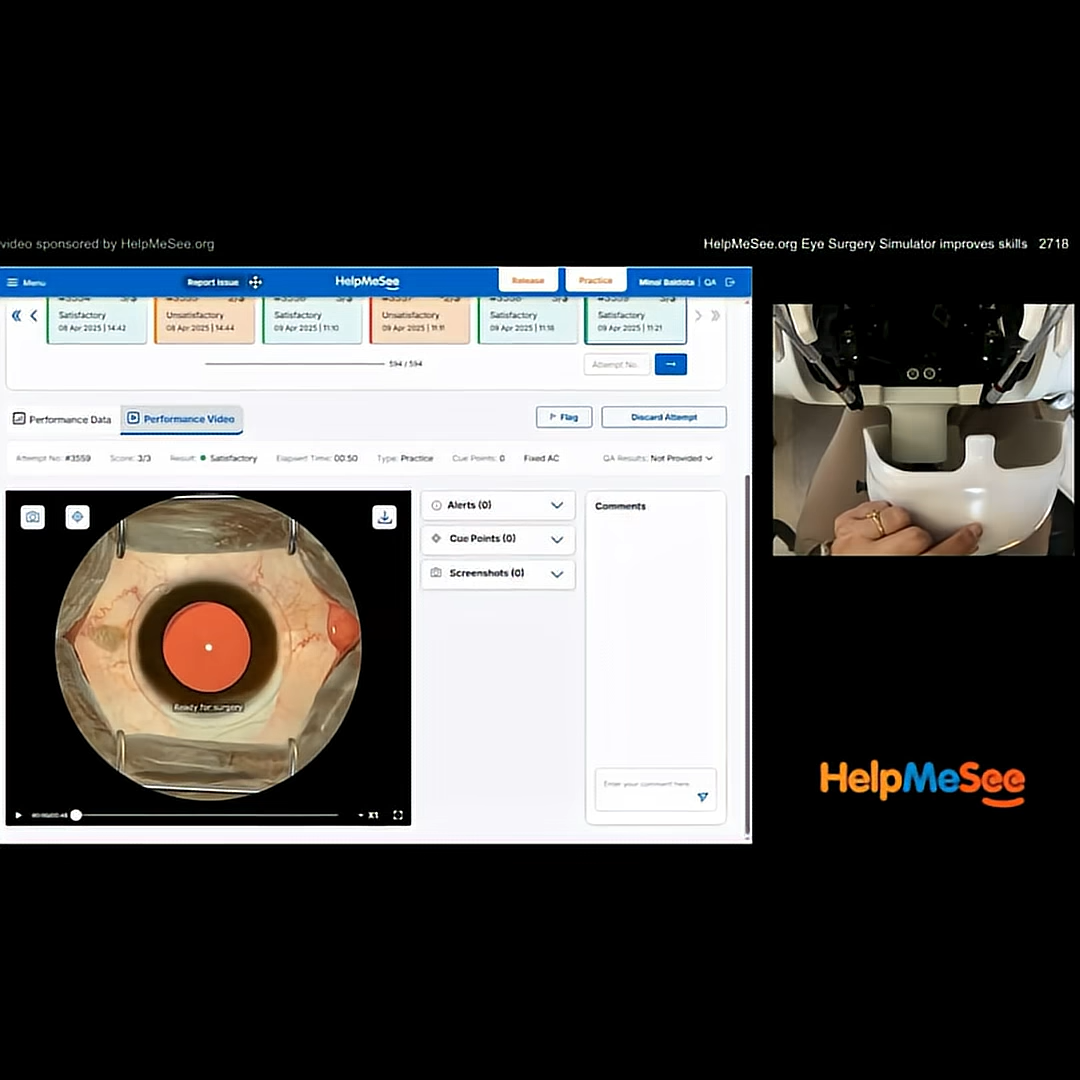 video sponsored by HelpMeSee.org
HelpMeSee.org Eye Surgery Simulator improves skills 2718
Menu
Report Issue
HelpMeSee
Release
Practice
Minal Baldota
QA
Satisfactory
08 Apr 2025 | 14:42
Unsatisfactory
08 Apr 2025 | 14:44
Satisfactory
09 Apr 2025 | 11:10
Unsatisfactory
09 Apr 2025 | 11:11
Satisfactory
09 Apr 2025 | 11:18
Satisfactory
09 Apr 2025 | 11:21
594 / 594
Attempt No.
Performance Data
Performance Video
Flag
Discard Attempt
Attempt No: #3559 Score: 3/3 Result: Satisfactory Elapsed Time: 00:50 Type: Practice Cue Points: 0 Fixed AC QA Results: Not Provided
Alerts (0)
Cue Points (0)
Screenshots (0)
Comments
Ready for surgery
Enter your comment here
X1
HelpMeSee